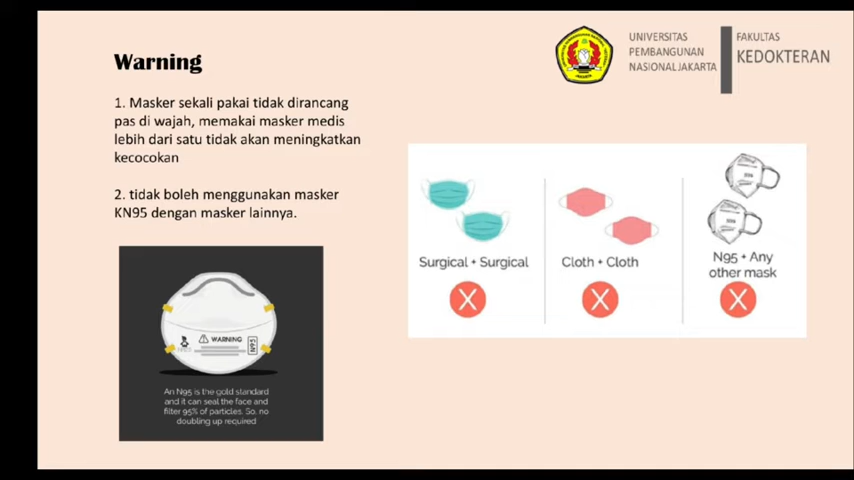 Warning
1. Masker sekali pakai tidak dirancang
pas di wajah, memakai masker medis
lebih dari satu tidak akan meningkatkan
kecocokan
2. tidak boleh menggunakan masker
KN95 dengan masker lainnya.
WARNING
N95
An N95 is the gold standard
and it can seal the face and
filter 95% of particles. So, no
doubling up required
UNIVERSITAS
PEMBANGUNAN
NASIONAL JAKARTA
FAKULTAS
KEDOKTERAN
Surgical + Surgical
Cloth + Cloth
N95 + Any
other mask
X
X
X